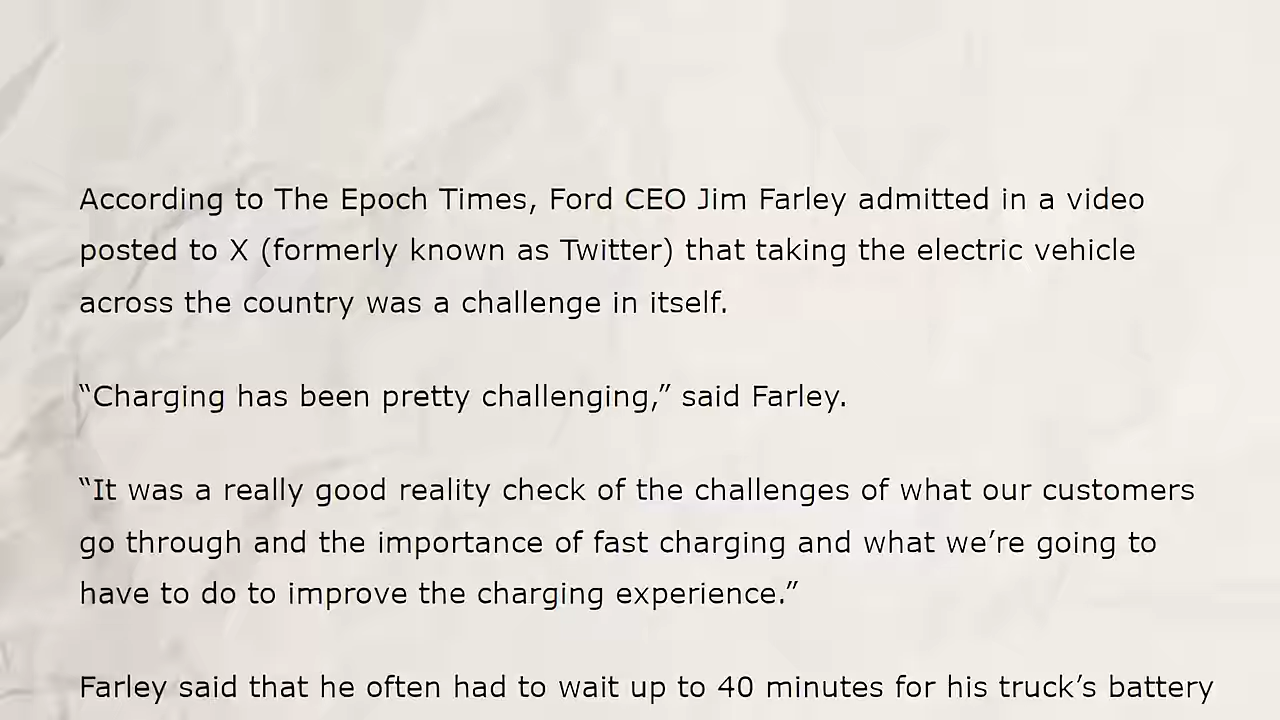 According to The Epoch Times, Ford CEO Jim Farley admitted in a video
posted to X (formerly known as Twitter) that taking the electric vehicle
across the country was a challenge in itself.
“Charging has been pretty challenging,” said Farley.
“It was a really good reality check of the challenges of what our customers
go through and the importance of fast charging and what we’re going to
have to do to improve the charging experience.”
Farley said that he often had to wait up to 40 minutes for his truck’s battery